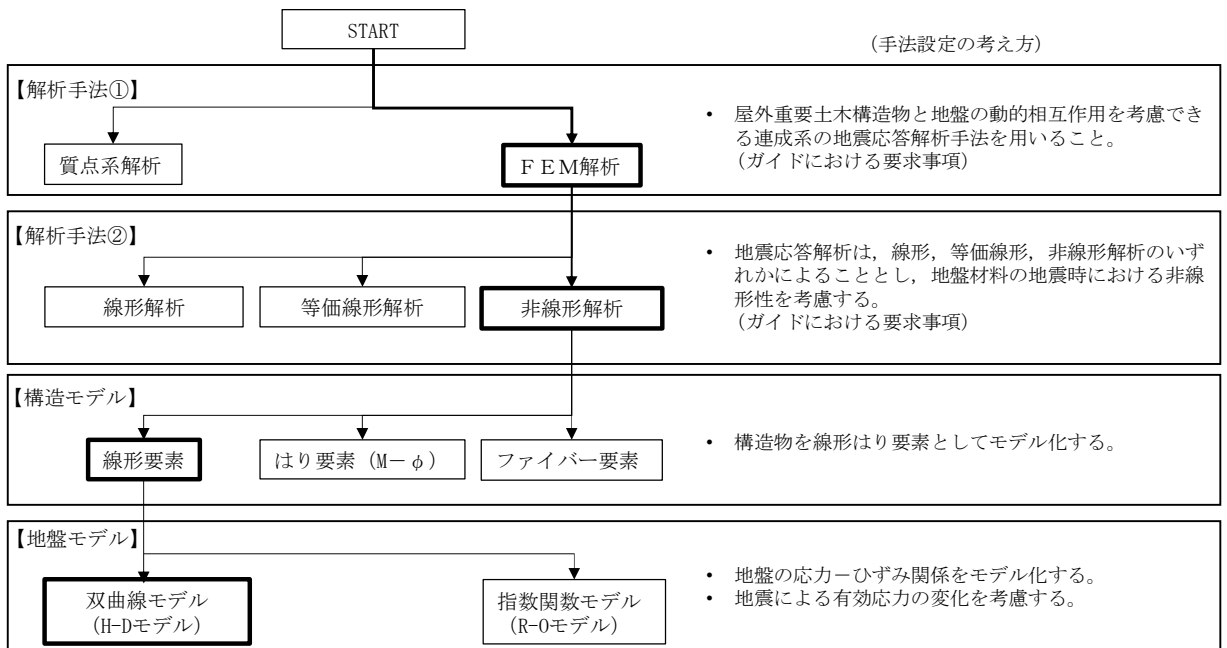 START
(手法設定の考え方)
【解析手法①】
質点系解析
ＦＥＭ解析
・ 屋外重要土木構造物と地盤の動的相互作用を考慮でき
る連成系の地震応答解析手法を用いること。
(ガイドにおける要求事項)
【解析手法②】
線形解析
等価線形解析
非線形解析
・ 地震応答解析は，線形，等価線形，非線形解析のいず
れかによることとし，地盤材料の地震時における非線
形性を考慮する。
(ガイドにおける要求事項)
【構造モデル】
線形要素
はり要素（M－φ）
ファイバー要素
・ 構造物を線形はり要素としてモデル化する。
【地盤モデル】
双曲線モデル
(H-Dモデル)
指数関数モデル
(R-Oモデル)
・ 地盤の応力－ひずみ関係をモデル化する。
・ 地震による有効応力の変化を考慮する。